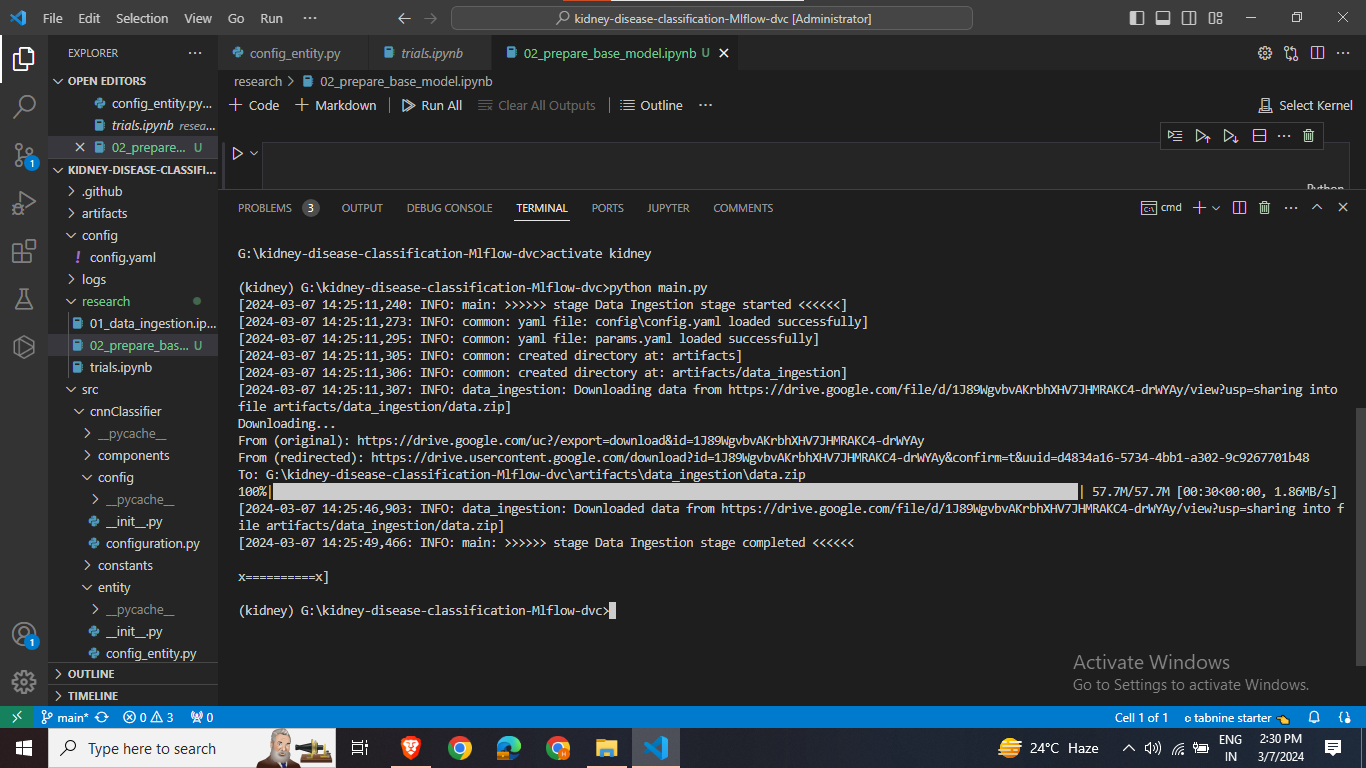 File Edit Selection View Go Run ··· kidney-disease-classification-Mlflow-dvc [Administrator]
EXPLORER ···
OPEN EDITORS
config_entity.py...
trials.ipynb resea...
02_prepare... U
KIDNEY-DISEASE-CLASSIFI...
.github
artifacts
config
config.yaml
logs
research
01_data_ingestion.ip...
02_prepare_bas... U
trials.ipynb
src
cnnClassifier
__pycache__
components
config
__pycache__
__init__.py
configuration.py
constants
entity
__pycache__
__init__.py
config_entity.py
OUTLINE
TIMELINE
1
1
config_entity.py trials.ipynb 02_prepare_base_model.ipynb U
research > 02_prepare_base_model.ipynb
+ Code + Markdown Run All Clear All Outputs Outline ··· Select Kernel
Python
PROBLEMS 3 OUTPUT DEBUG CONSOLE TERMINAL PORTS JUPYTER COMMENTS cmd
G:\kidney-disease-classification-Mlflow-dvc>activate kidney
(kidney) G:\kidney-disease-classification-Mlflow-dvc>python main.py
[2024-03-07 14:25:11,240: INFO: main: >>>>>> stage Data Ingestion stage started <<<<<<]
[2024-03-07 14:25:11,273: INFO: common: yaml file: config\config.yaml loaded successfully]
[2024-03-07 14:25:11,295: INFO: common: yaml file: params.yaml loaded successfully]
[2024-03-07 14:25:11,305: INFO: common: created directory at: artifacts]
[2024-03-07 14:25:11,306: INFO: common: created directory at: artifacts/data_ingestion]
[2024-03-07 14:25:11,307: INFO: data_ingestion: Downloading data from https://drive.google.com/file/d/1J89WgvbvAKrbhXHV7JHMRAKC4-drWYAy/view?usp=sharing into
file artifacts/data_ingestion/data.zip]
Downloading...
From (original): https://drive.google.com/uc?/export=download&id=1J89WgvbvAKrbhXHV7JHMRAKC4-drWYAy
From (redirected): https://drive.usercontent.google.com/download?id=1J89WgvbvAKrbhXHV7JHMRAKC4-drWYAy&confirm=t&uuid=d4834a16-5734-4bb1-a302-9c9267701b48
To: G:\kidney-disease-classification-Mlflow-dvc\artifacts\data_ingestion\data.zip
100%| | 57.7M/57.7M [00:30<00:00, 1.86MB/s]
[2024-03-07 14:25:46,903: INFO: data_ingestion: Downloaded data from https://drive.google.com/file/d/1J89WgvbvAKrbhXHV7JHMRAKC4-drWYAy/view?usp=sharing into f
ile artifacts/data_ingestion/data.zip]
[2024-03-07 14:25:49,466: INFO: main: >>>>>> stage Data Ingestion stage completed <<<<<<
x==========x]
(kidney) G:\kidney-disease-classification-Mlflow-dvc>
Activate Windows
Go to Settings to activate Windows.
main* 0 3 0 Cell 1 of 1 tabnine starter
Type here to search 24°C Haze ENG IN 2:30 PM 3/7/2024